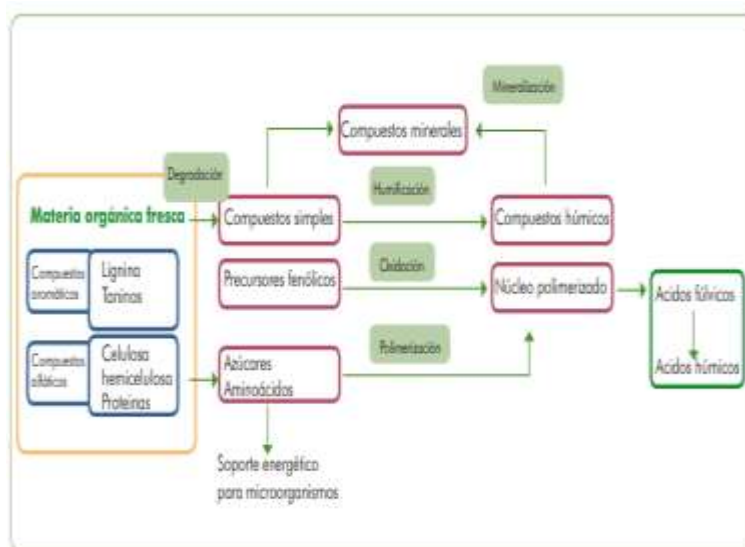 Mineralización
Compuestos minerales
Degradación
Humificación
Materia orgánica fresca
Compuestos simples
Compuestos húmicos
Compuestos
aromáticos
Lignina
Taninos
Precursores fenólicos
Oxidación
Núcleo polimerizado
Acidos fúlvicos
Compuestos
alifáticos
Celulosa
hemicelulosa
Proteinas
Azúcares
Aminoácidos
Polimerización
Acidos húmicos
Soporte energético
para microorganismos